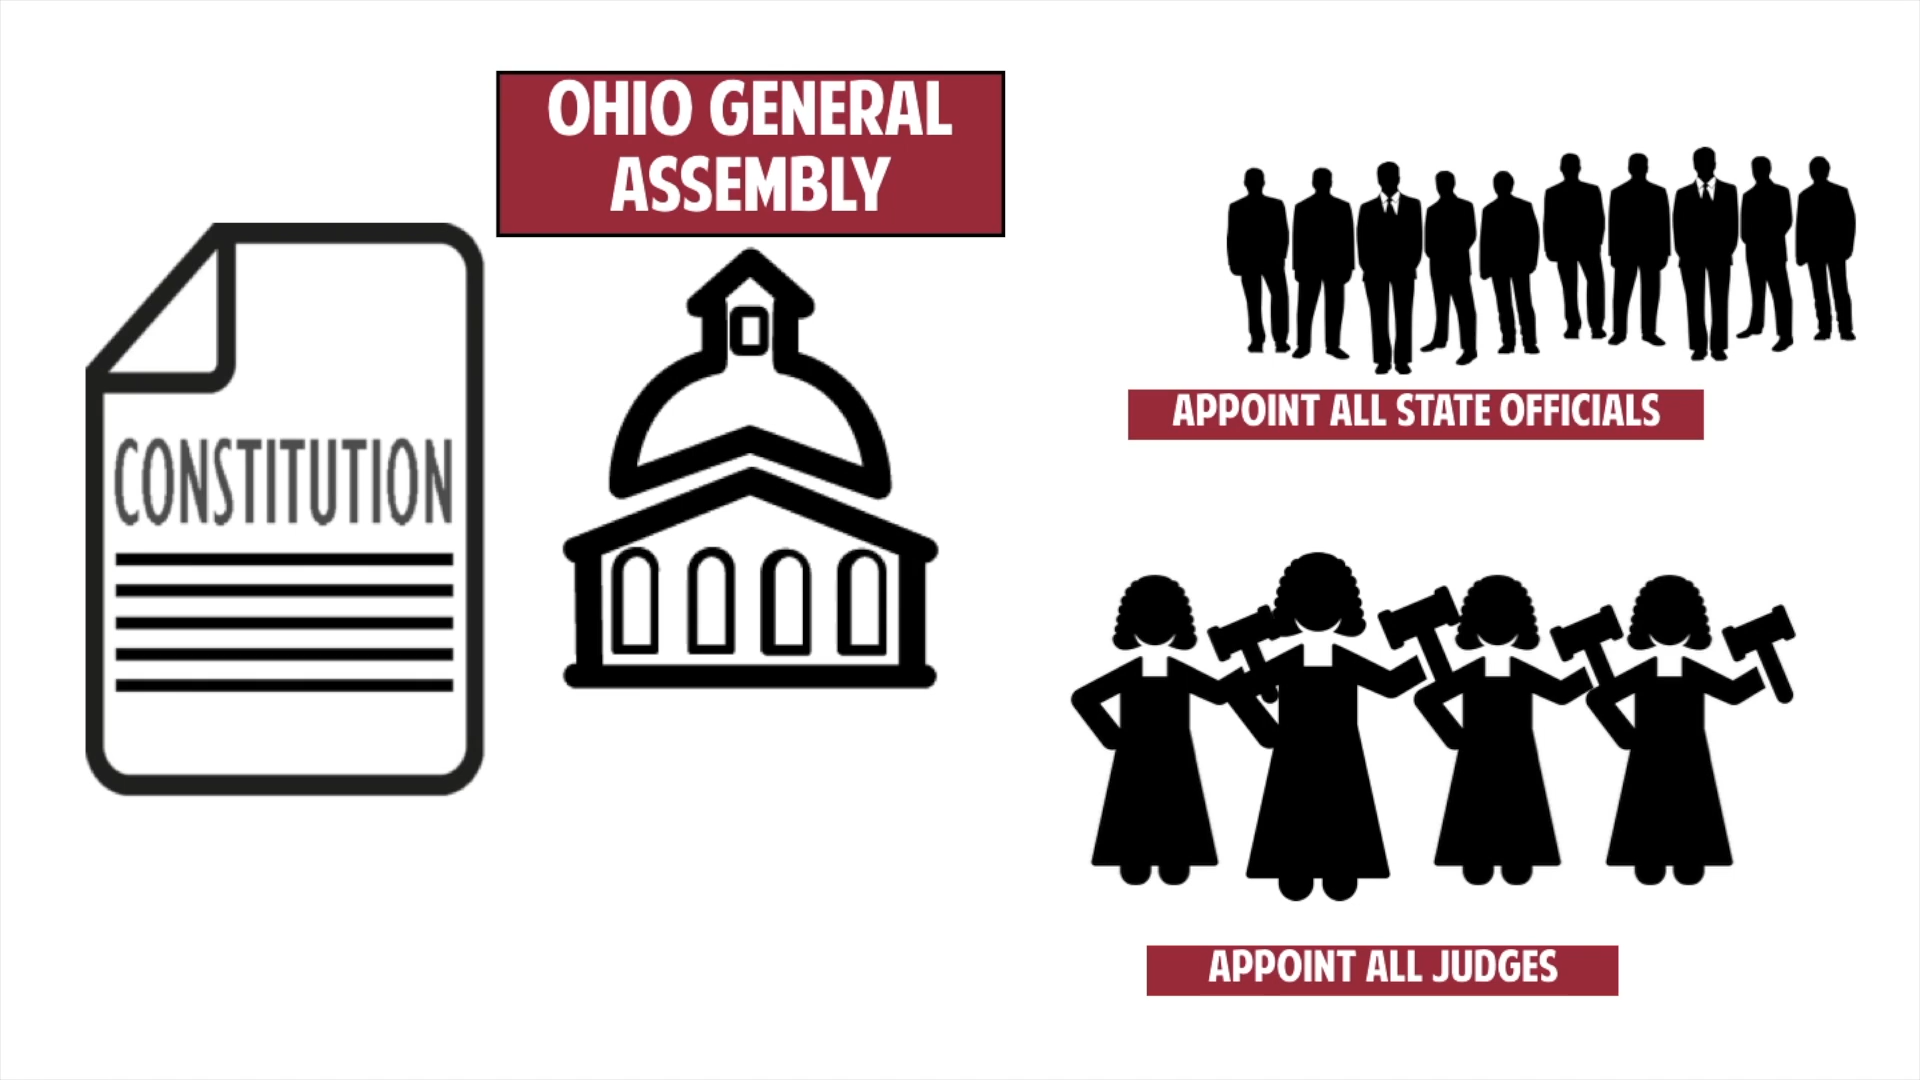 OHIO GENERAL
ASSEMBLY
CONSTITUTION
APPOINT ALL STATE OFFICIALS
APPOINT ALL JUDGES